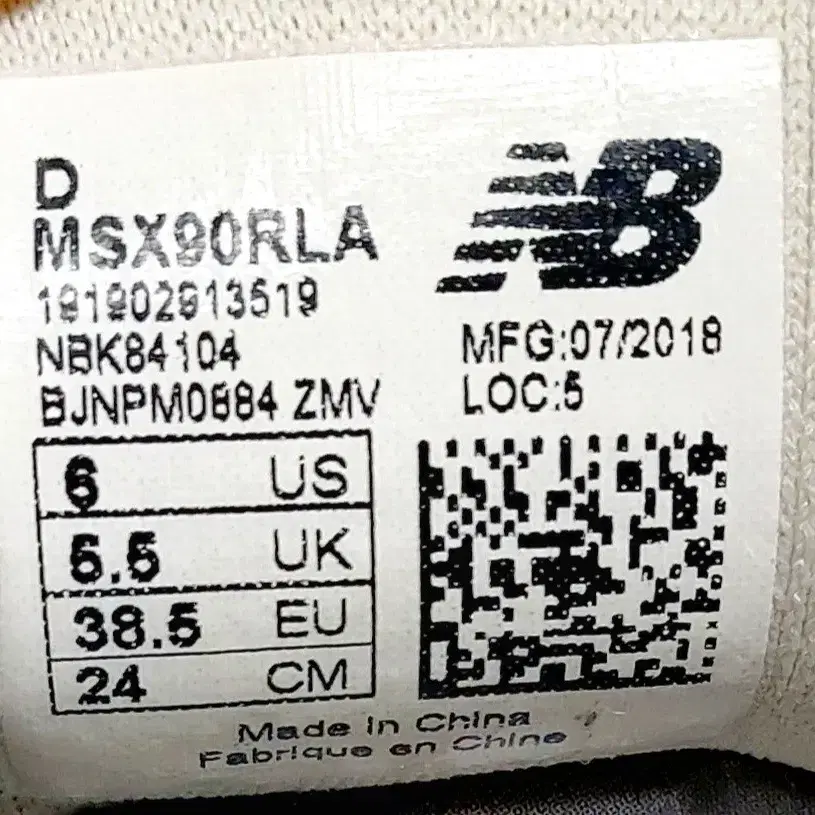 D
MSX90RLA
NB
191902913519
NBK84104
MFG:07/2018
BJNPM0884 ZMV
LOC:5
6 US
5.5 UK
38.5 EU
24 CM
Made in China
Fabrique en Chine